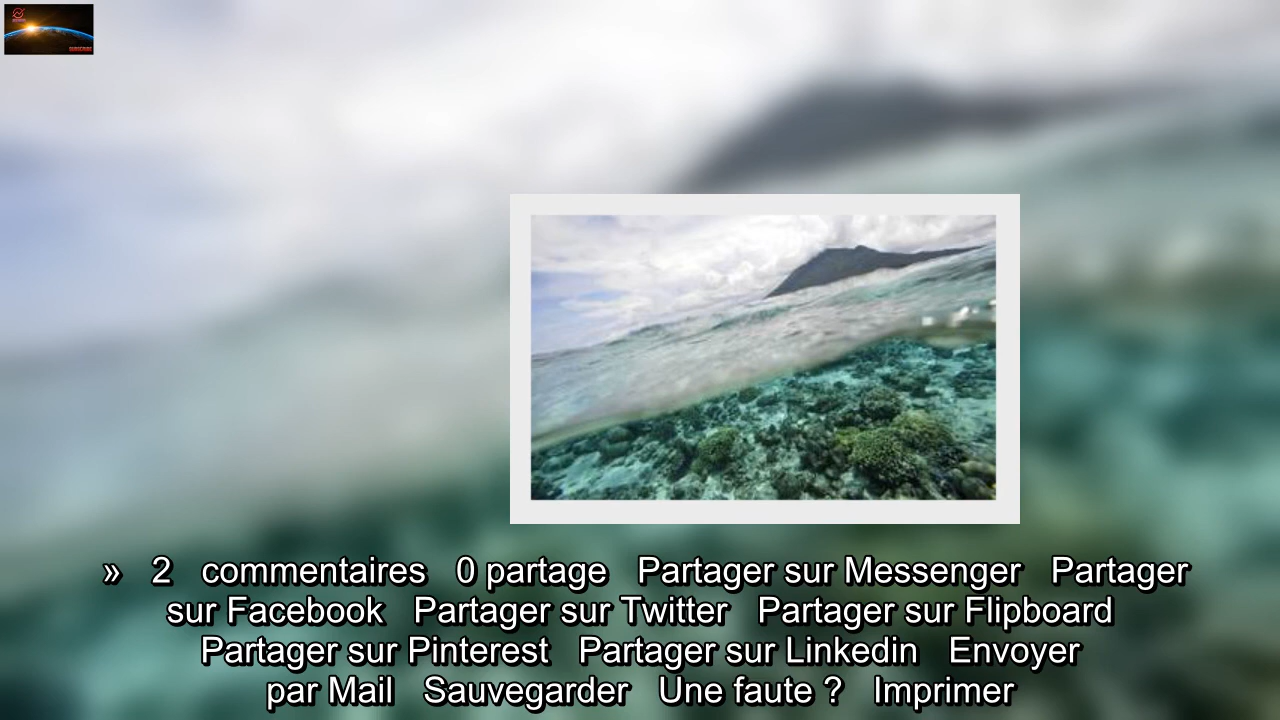 » 2 commentaires 0 partage Partager sur Messenger Partager
sur Facebook Partager sur Twitter Partager sur Flipboard
Partager sur Pinterest Partager sur Linkedin Envoyer
par Mail Sauvegarder Une faute ? Imprimer